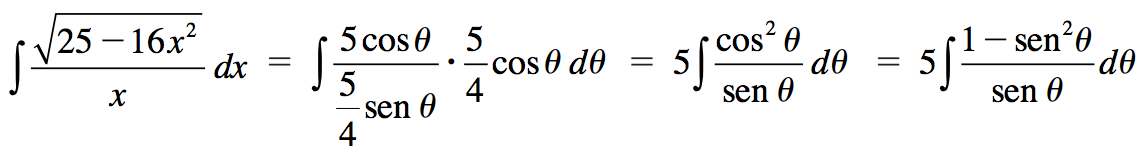 ∫ √(25 − 16x²) / x dx = ∫ (5 cos θ) / (5/4 sen θ) · 5/4 cos θ dθ = 5∫ cos² θ / sen θ dθ = 5∫ (1 − sen²θ) / sen θ dθ